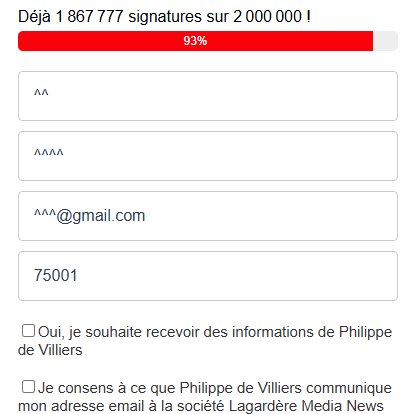 Déjà 1 867 777 signatures sur 2 000 000 !
93%
^^
^^^^
^^^@gmail.com
75001
Oui, je souhaite recevoir des informations de Philippe
de Villiers
Je consens à ce que Philippe de Villiers communique
mon adresse email à la société Lagardère Media News